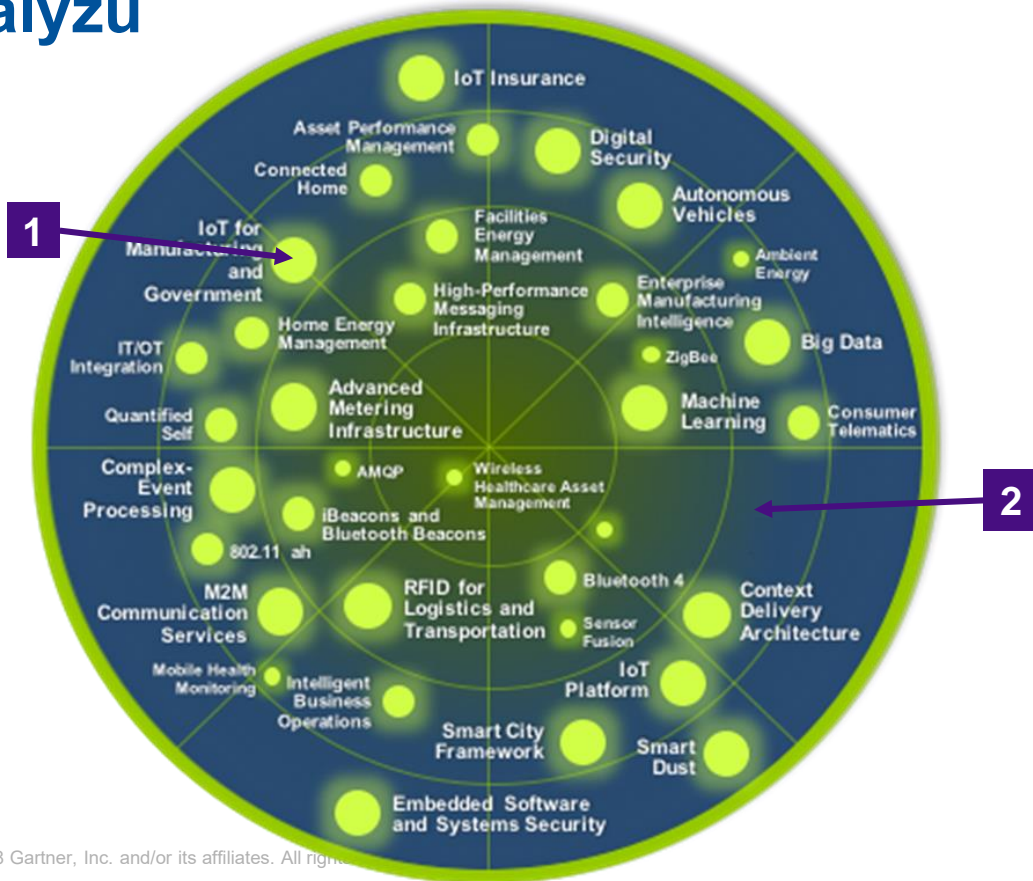 alyzu
IoT Insurance
Asset Performance
Management
Digital
Security
Connected
Home
Autonomous
Vehicles
1
IoT for
Manufacturing
and
Government
Facilities
Energy
Management
Ambient
Energy
High-Performance
Messaging
Infrastructure
Enterprise
Manufacturing
Intelligence
Home Energy
Management
IT/OT
Integration
Big Data
ZigBee
Advanced
Metering
Infrastructure
Machine
Learning
Quantified
Self
Consumer
Telematics
Complex-
Event
Processing
AMQP
Wireless
Healthcare Asset
Management
2
iBeacons and
Bluetooth Beacons
802.11 ah
M2M
Communication
Services
RFID for
Logistics and
Transportation
Bluetooth 4
Context
Delivery
Architecture
Sensor
Fusion
Mobile Health
Monitoring
Intelligent
Business
Operations
IoT
Platform
Smart City
Framework
Smart
Dust
Embedded Software
and Systems Security
3 Gartner, Inc. and/or its affiliates. All